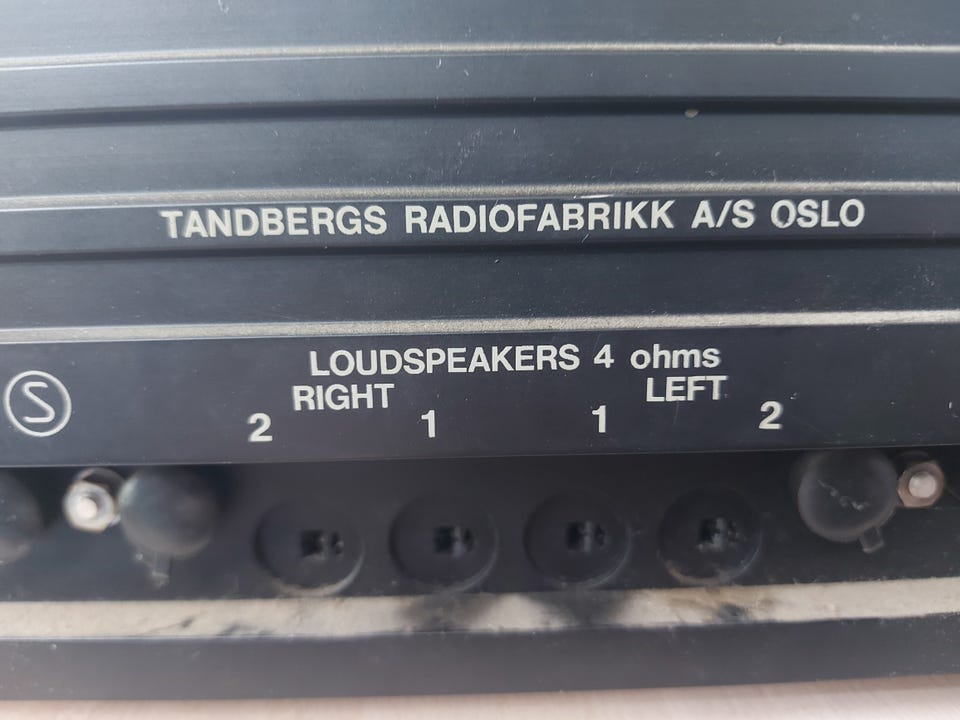 TANDBERGS RADIOFABRIKK A/S OSLO
LOUDSPEAKERS 4 ohms
RIGHT LEFT
2 1 1 2